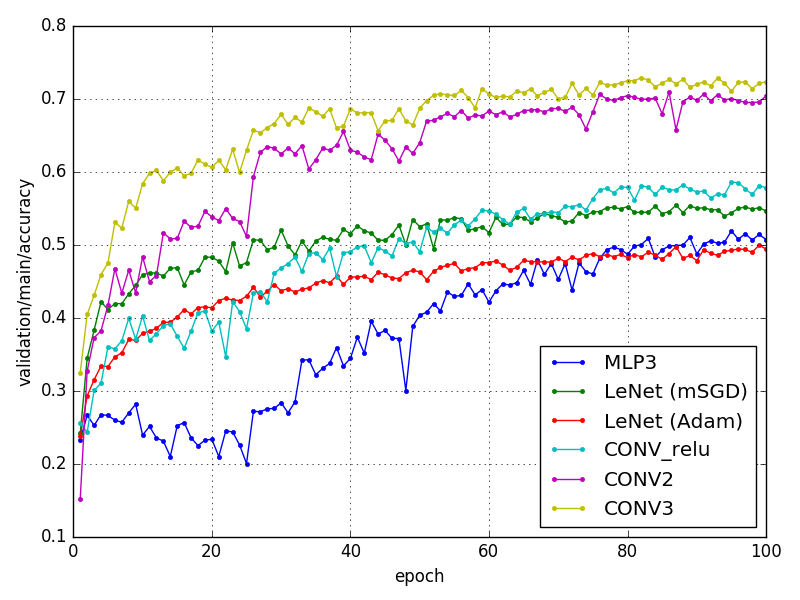 0.8
0.7
0.6
0.5
0.4
0.3
0.2
0.1
validation/main/accuracy
0
20
40
60
80
100
epoch
MLP3
LeNet (mSGD)
LeNet (Adam)
CONV_relu
CONV2
CONV3